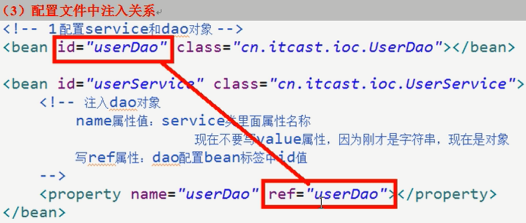 （3）配置文件中注入关系
<!-- 1配置service和dao对象 -->
<bean id="userDao" class="cn.itcast.ioc.UserDao"></bean>
<bean id="userService" class="cn.itcast.ioc.UserService">
<!-- 注入dao对象
name属性值：service类里面属性名称
现在不要写value属性，因为刚才是字符串，现在是对象
写ref属性：dao配置bean标签中id值
-->
<property name="userDao" ref="userDao"></property>
</bean>